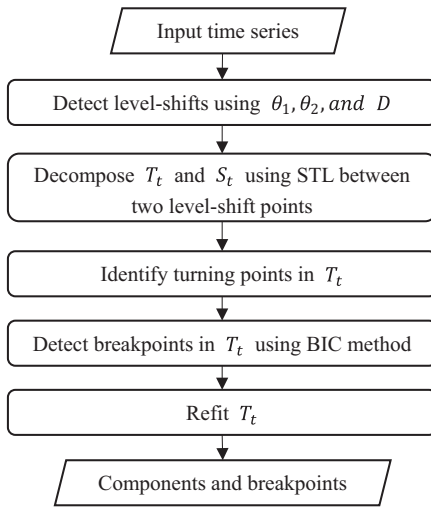 Input time series
Detect level-shifts using θ₁, θ₂, and D
Decompose Tₜ and Sₜ using STL between
two level-shift points
Identify turning points in Tₜ
Detect breakpoints in Tₜ using BIC method
Refit Tₜ
Components and breakpoints